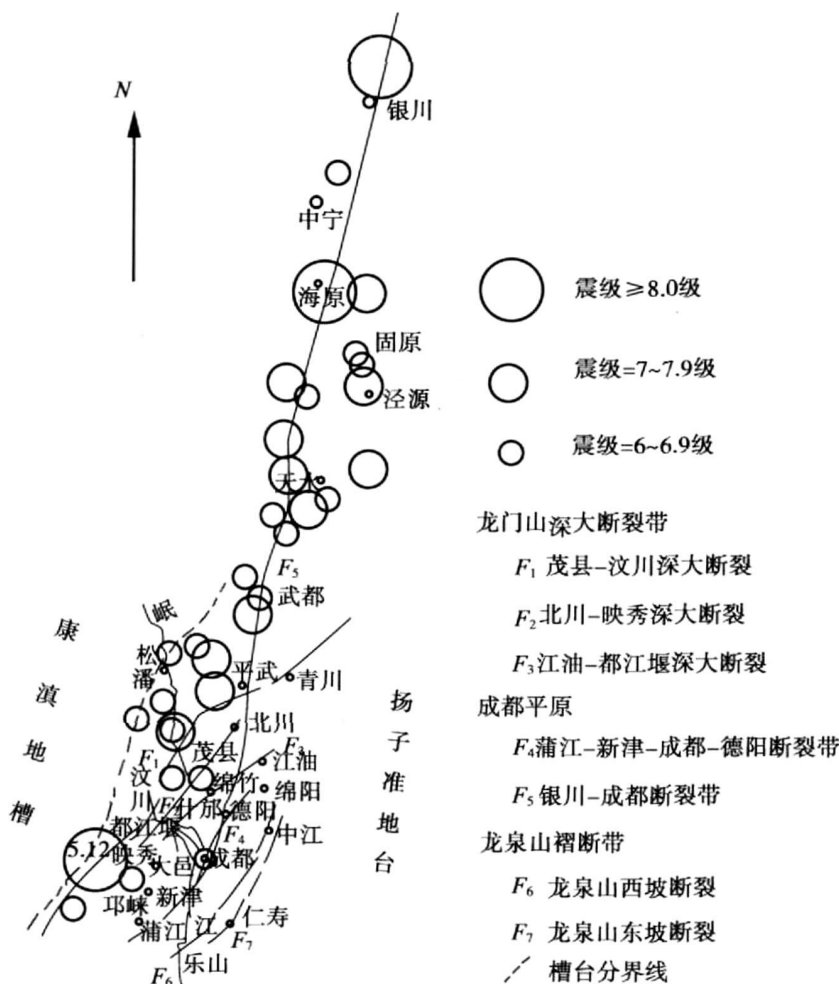 N
银川
中宁
海原
固原
泾源
天水
F₅
武都
岷
松
潘
平武
青川
康
滇
地
槽
北川
扬
子
准
地
台
F₁
茂县
F₃
江油
汶
川
绵竹
绵阳
什邡
德阳
都江堰
F₄
中江
5.12
映秀
大邑
成都
新津
邛崃
蒲江
江
仁寿
F₇
乐山
F₆
震级≥8.0级
震级=7~7.9级
震级=6~6.9级
龙门山深大断裂带
F₁ 茂县-汶川深大断裂
F₂ 北川-映秀深大断裂
F₃ 江油-都江堰深大断裂
成都平原
F₄ 蒲江-新津-成都-德阳断裂带
F₅ 银川-成都断裂带
龙泉山褶断带
F₆ 龙泉山西坡断裂
F₇ 龙泉山东坡断裂
槽台分界线